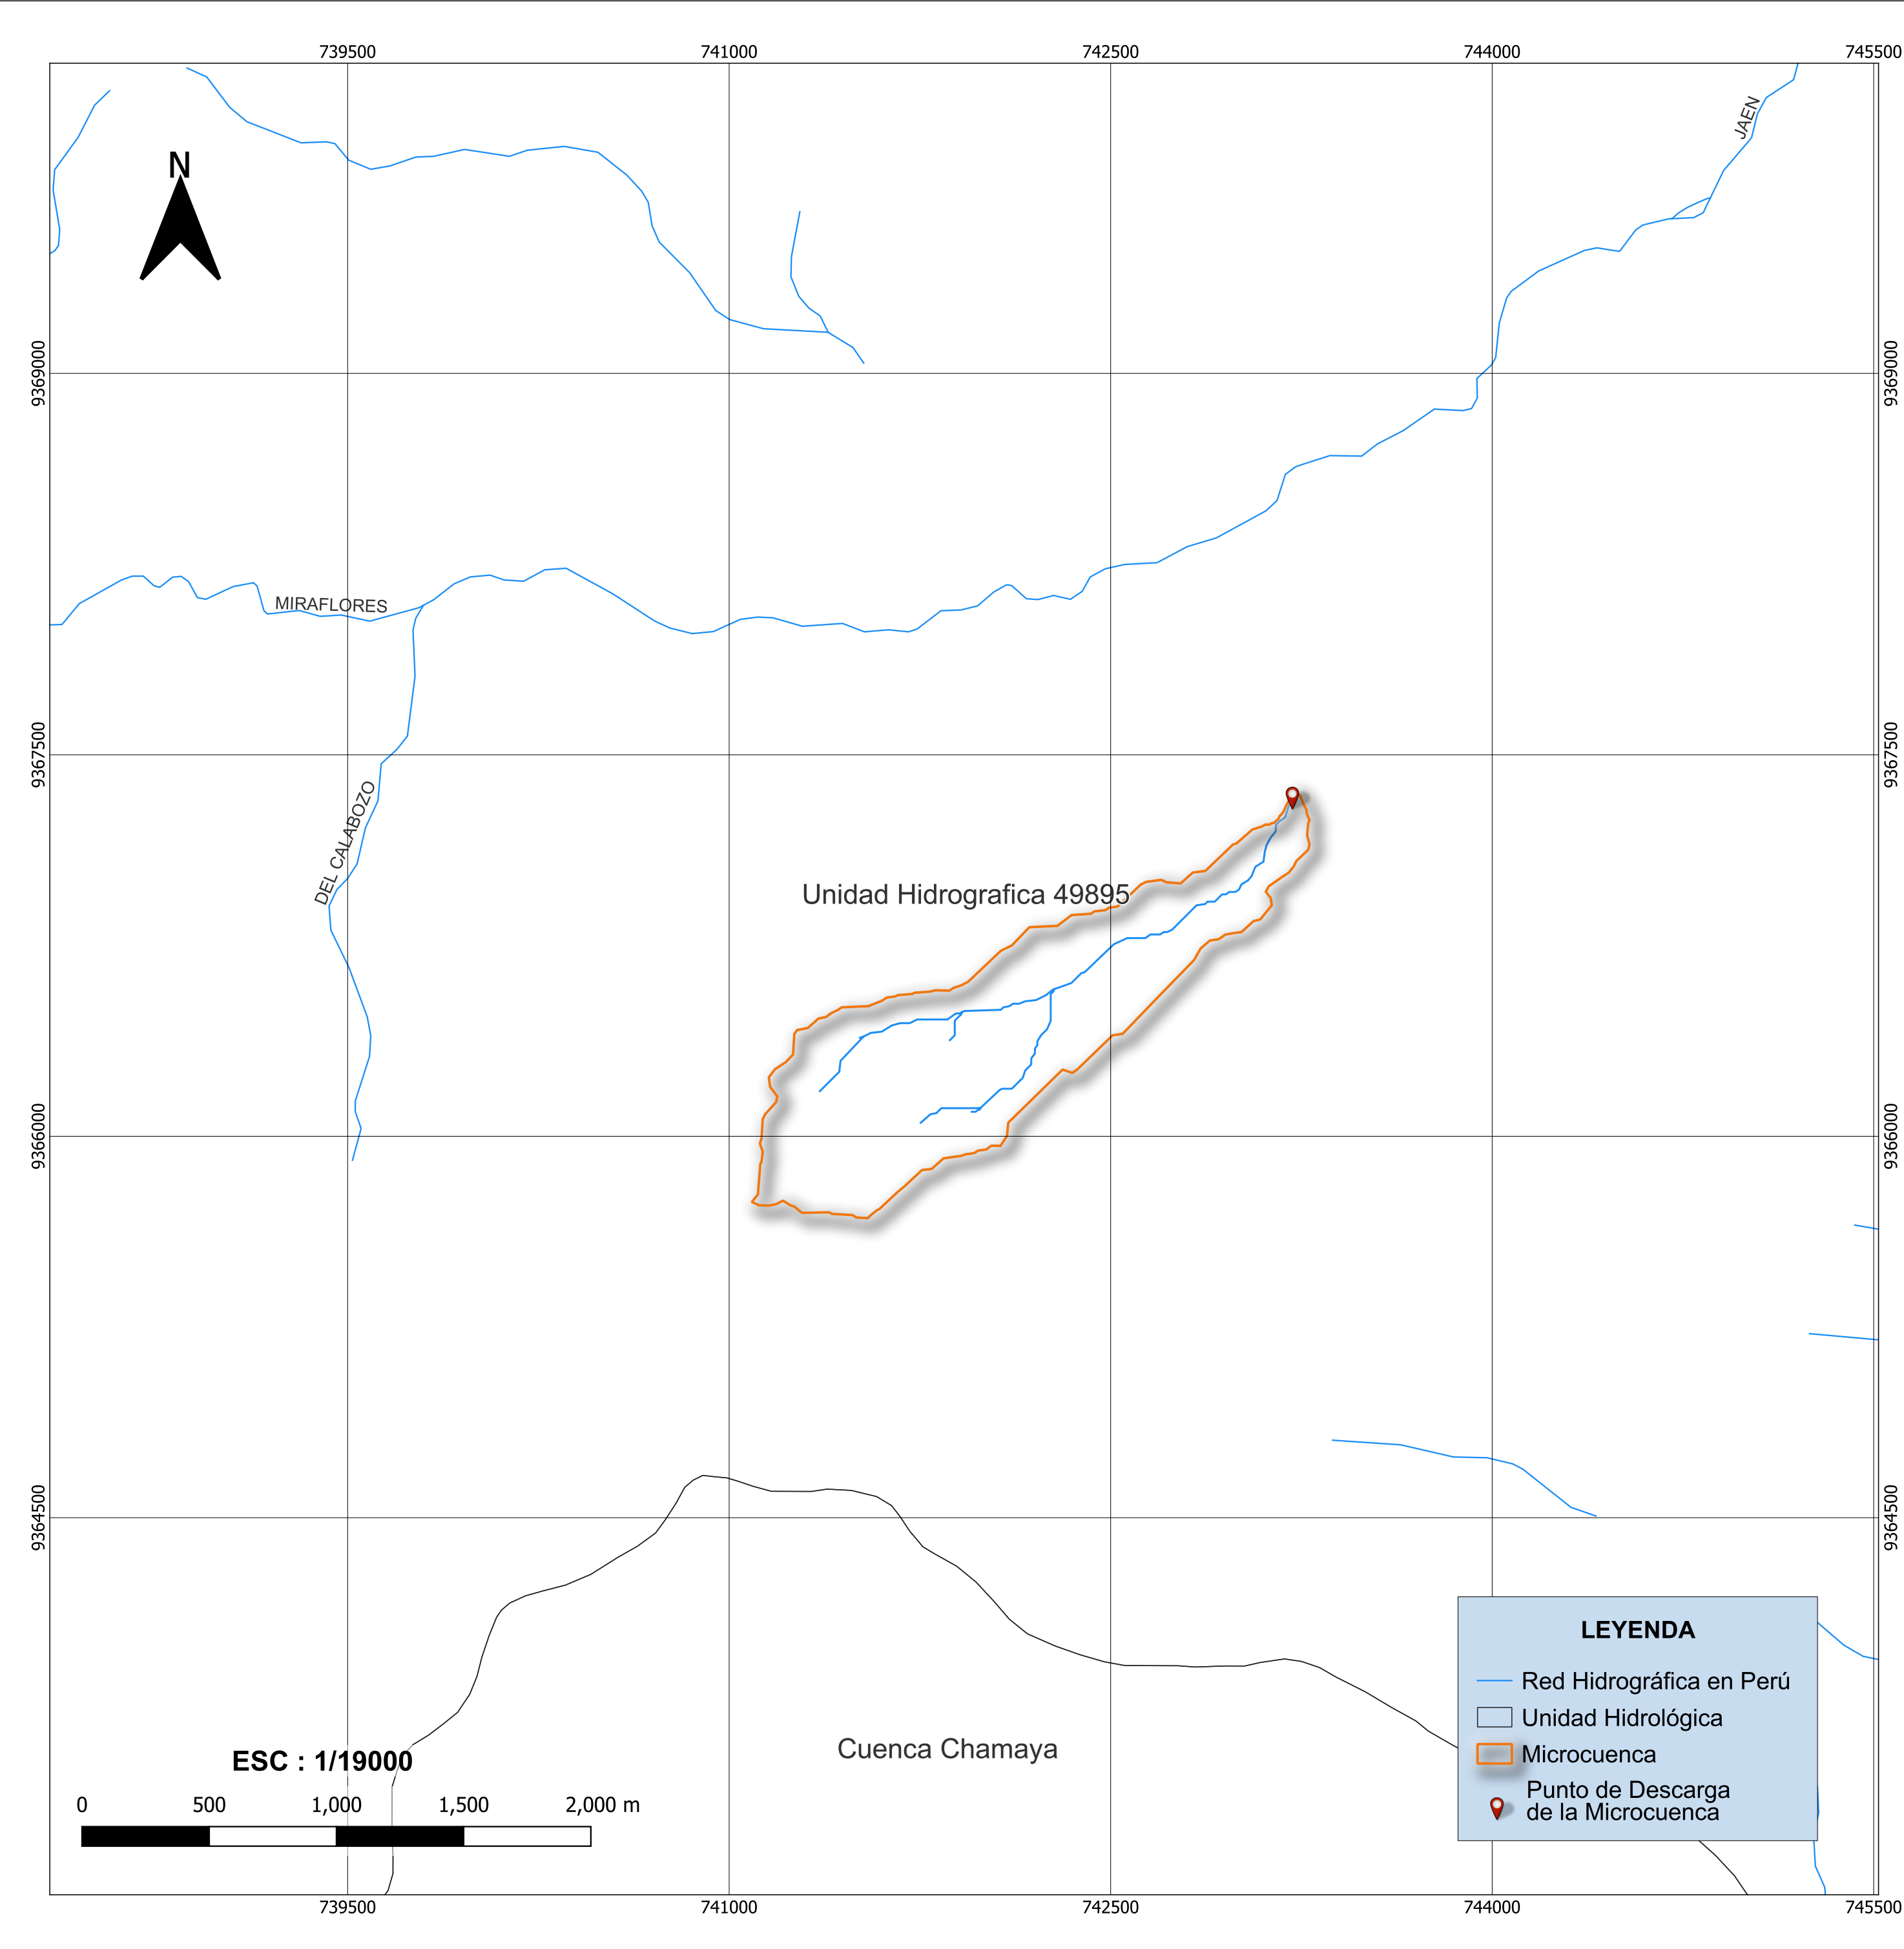 739500 741000 742500 744000 745500
JAEN
N
9369000 9369000
MIRAFLORES
9367500 9367500
DEL CALABOZO
Unidad Hidrografica 49895
9366000 9366000
9364500 9364500
LEYENDA
Red Hidrográfica en Perú
Unidad Hidrológica
Microcuenca
Punto de Descarga
de la Microcuenca
Cuenca Chamaya
ESC : 1/19000
0 500 1,000 1,500 2,000 m
739500 741000 742500 744000 745500